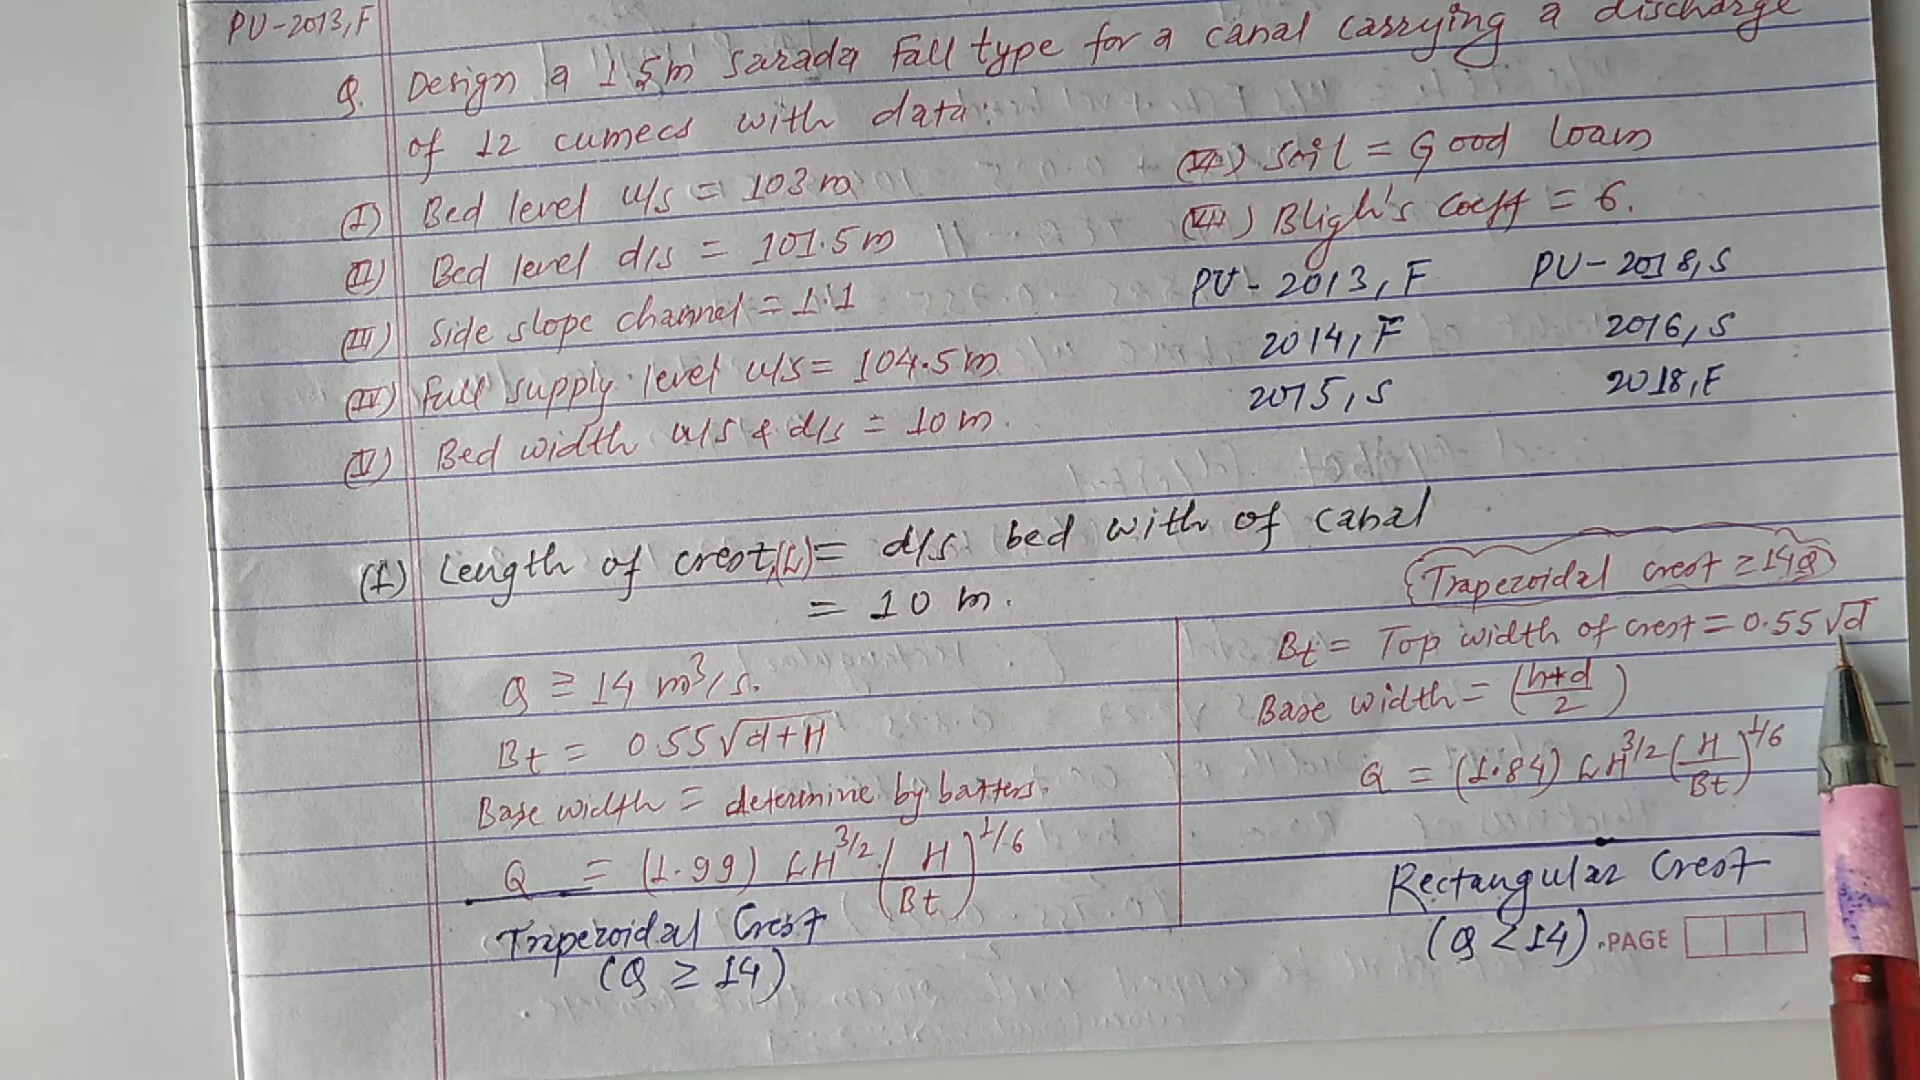 PU-2013,F
Q. Design a 1.5m Sarada Fall type for a canal carrying a discharge
of 12 cumecs with data.
(I) Bed level u/s = 103 m
(II) Bed level d/s = 101.5 m
(III) Side slope channel = 1:1
(IV) Full supply level u/s = 104.5 m
(V) Bed width u/s & d/s = 10 m.
(VI) Soil = Good loam
(VII) Bligh's Coeff = 6.
PU-2013, F PU-2018,S
2014, F 2016, S
2015, S 2018, F
(I) Length of crest,(L) = d/s bed with of canal
= 10 m.
(Trapezoidal crest ≥ 14Q)
Q ≥ 14 m³/s.
Bt = 0.55√d+H
Base width = determine by batters.
Q = (1.99) LH^3/2 (H/Bt)^1/6
Trapezoidal Crest
(Q ≥ 14)
Bt = Top width of crest = 0.55√d
Base width = (h+d/2)
Q = (1.84) LH^3/2 (H/Bt)^1/6
Rectangular Crest
(Q < 14).
PAGE